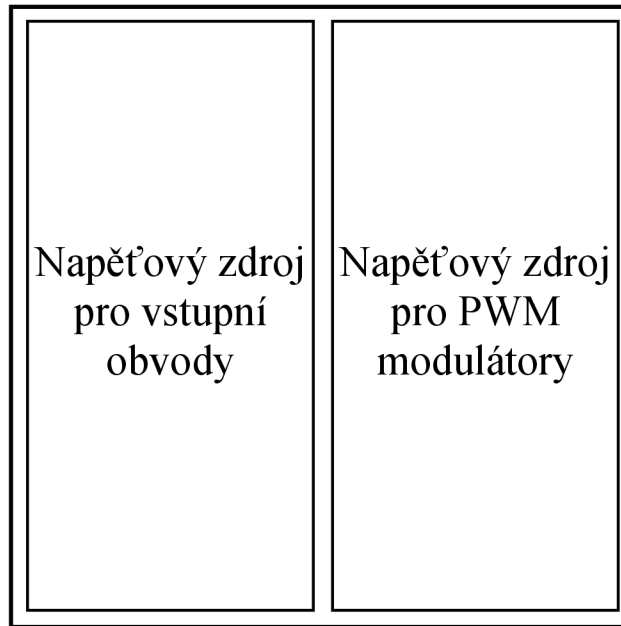 Napěťový zdroj
pro vstupní
obvody
Napěťový zdroj
pro PWM
modulátory